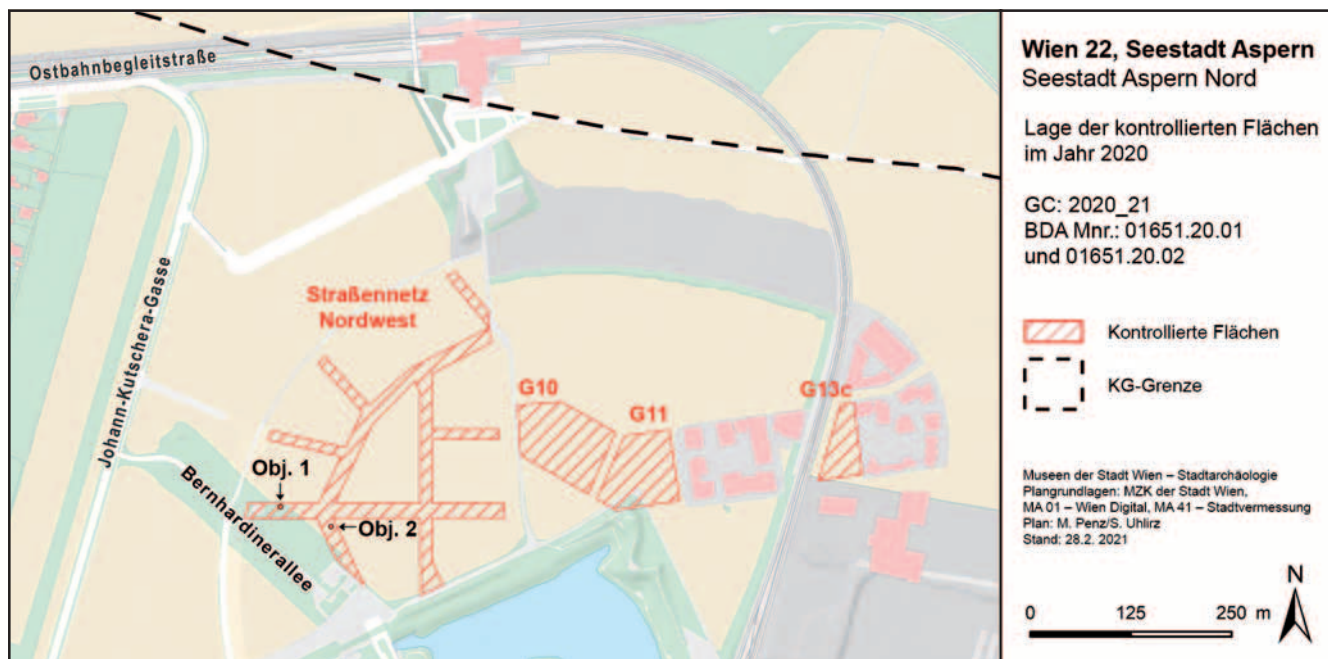 Ostbahnbegleitstraße
Johann-Kutschera-Gasse
Straßennetz
Nordwest
G10
G11
G13c
Obj. 1
Obj. 2
Bernhardinerallee
Wien 22, Seestadt Aspern
Seestadt Aspern Nord
Lage der kontrollierten Flächen
im Jahr 2020
GC: 2020_21
BDA Mnr.: 01651.20.01
und 01651.20.02
Kontrollierte Flächen
KG-Grenze
Museen der Stadt Wien – Stadtarchäologie
Plangrundlagen: MZK der Stadt Wien,
MA 01 – Wien Digital, MA 41 – Stadtvermessung
Plan: M. Penz/S. Uhlirz
Stand: 28.2. 2021
N
0 125 250 m